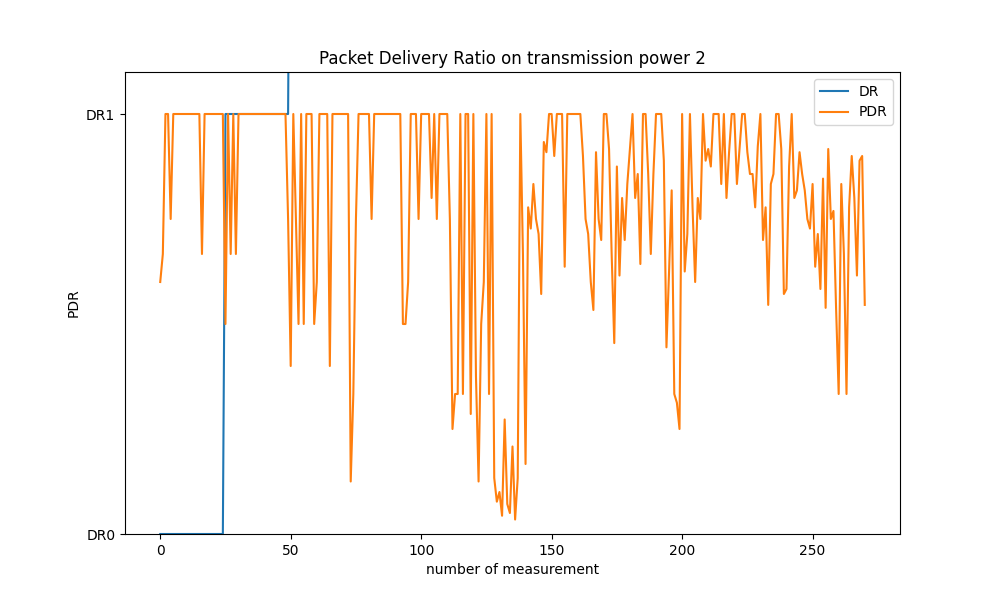 Packet Delivery Ratio on transmission power 2
DR
PDR
DR1
PDR
DR0
0
50
100
150
200
250
number of measurement